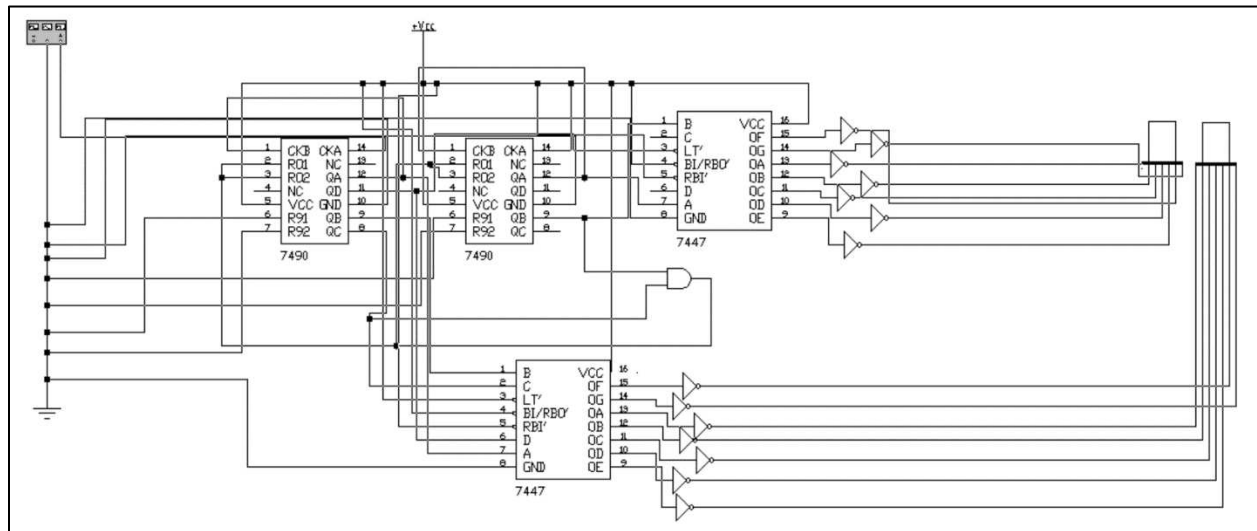 +Vcc
1 CKB CKA 14
2 RO1 NC 13
3 RO2 QA 12
4 NC QD 11
5 VCC GND 10
6 R91 QB 9
7 R92 QC 8
7490
1 CKB CKA 14
2 RO1 NC 13
3 RO2 QA 12
4 NC QD 11
5 VCC GND 10
6 R91 QB 9
7 R92 QC 8
7490
1 B VCC 16
2 C OF 15
3 LT' OG 14
4 BI/RBO' OA 13
5 RBI' OB 12
6 D OC 11
7 A OD 10
8 GND OE 9
7447
1 B VCC 16
2 C OF 15
3 LT' OG 14
4 BI/RBO' OA 13
5 RBI' OB 12
6 D OC 11
7 A OD 10
8 GND OE 9
7447